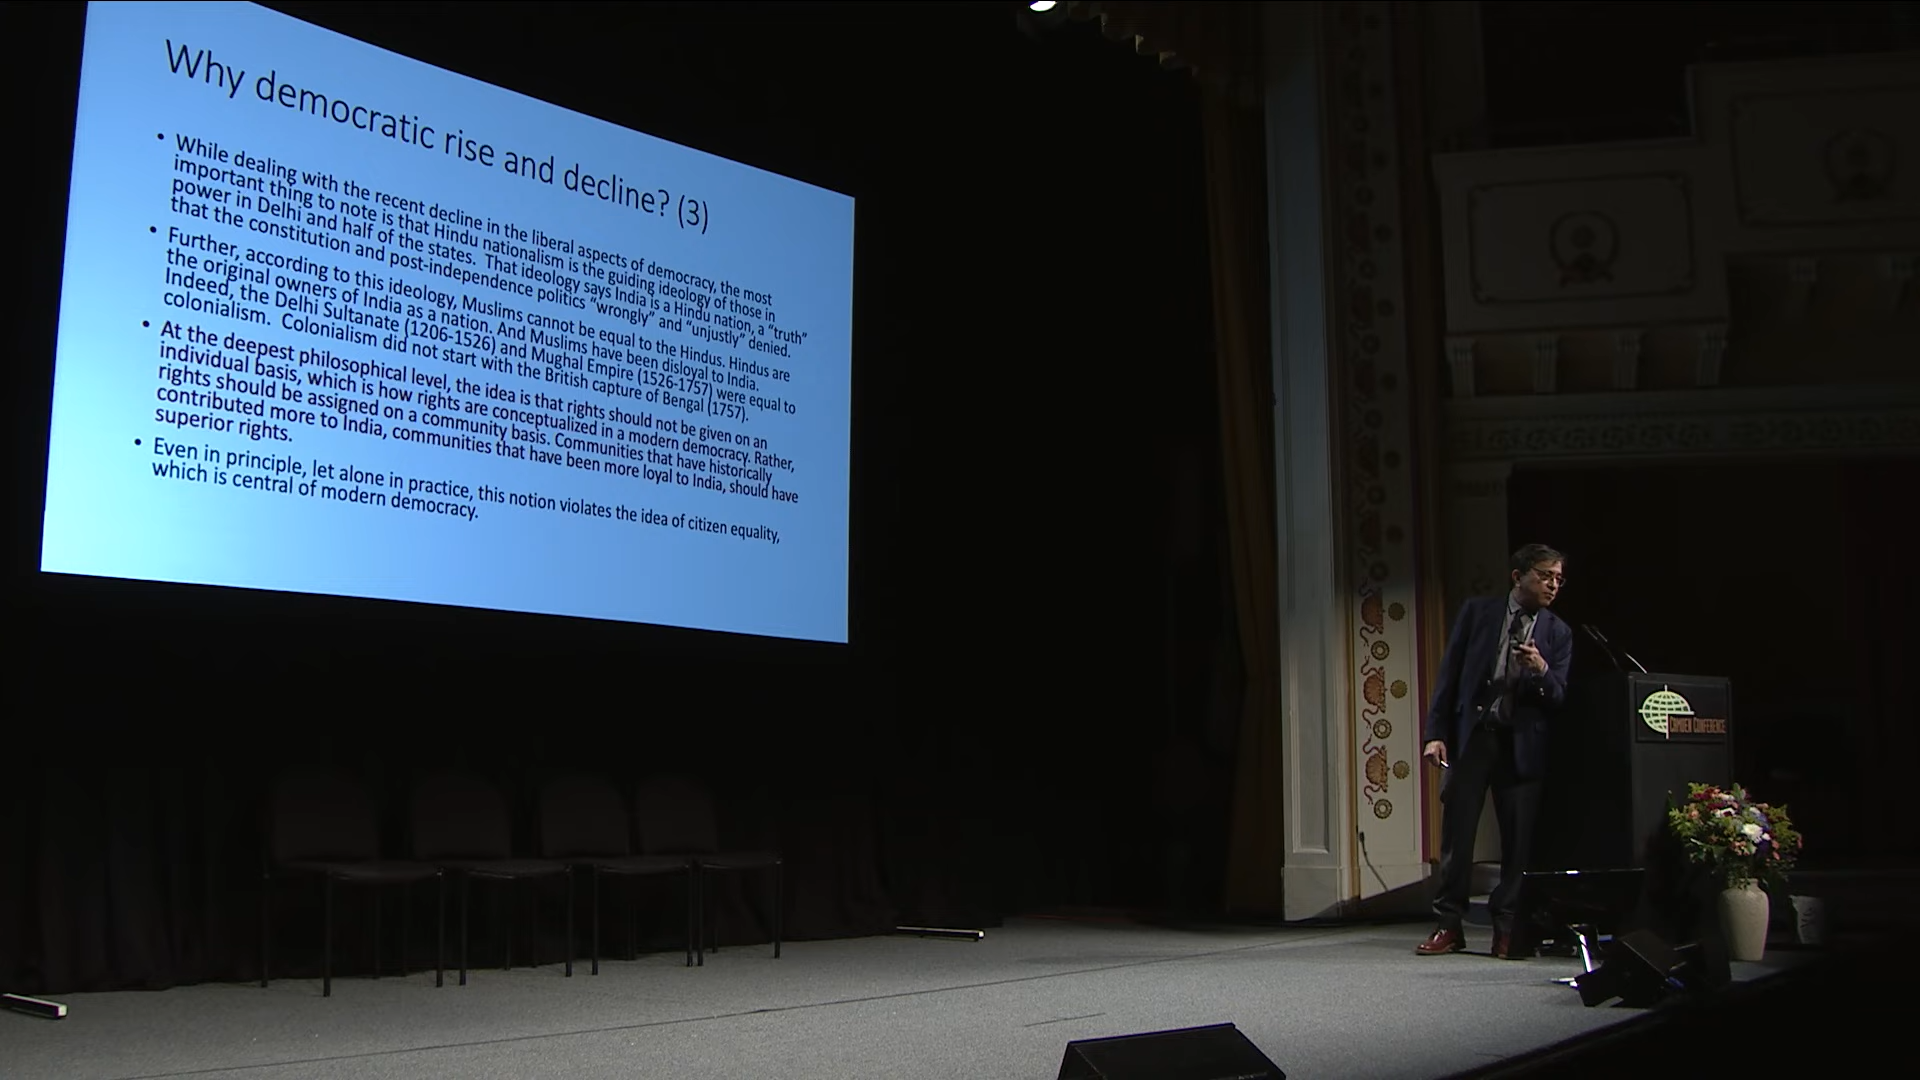 Why democratic rise and decline? (3)
• While dealing with the recent decline in the liberal aspects of democracy, the most
important thing to note is that Hindu nationalism is the guiding ideology of those in
power in Delhi and half of the states. That ideology says India is a Hindu nation, a "truth"
that the constitution and post-independence politics "wrongly" and "unjustly" denied.
• Further, according to this ideology, Muslims cannot be equal to the Hindus. Hindus are
the original owners of India as a nation. And Muslims have been disloyal to India.
Indeed, the Delhi Sultanate (1206-1526) and Mughal Empire (1526-1757) were equal to
colonialism. Colonialism did not start with the British capture of Bengal (1757).
• At the deepest philosophical level, the idea is that rights should not be given on an
individual basis, which is how rights are conceptualized in a modern democracy. Rather,
rights should be assigned on a community basis. Communities that have historically
contributed more to India, communities that have been more loyal to India, should have
superior rights.
• Even in principle, let alone in practice, this notion violates the idea of citizen equality,
which is central of modern democracy.
CAMDEN CONFERENCE